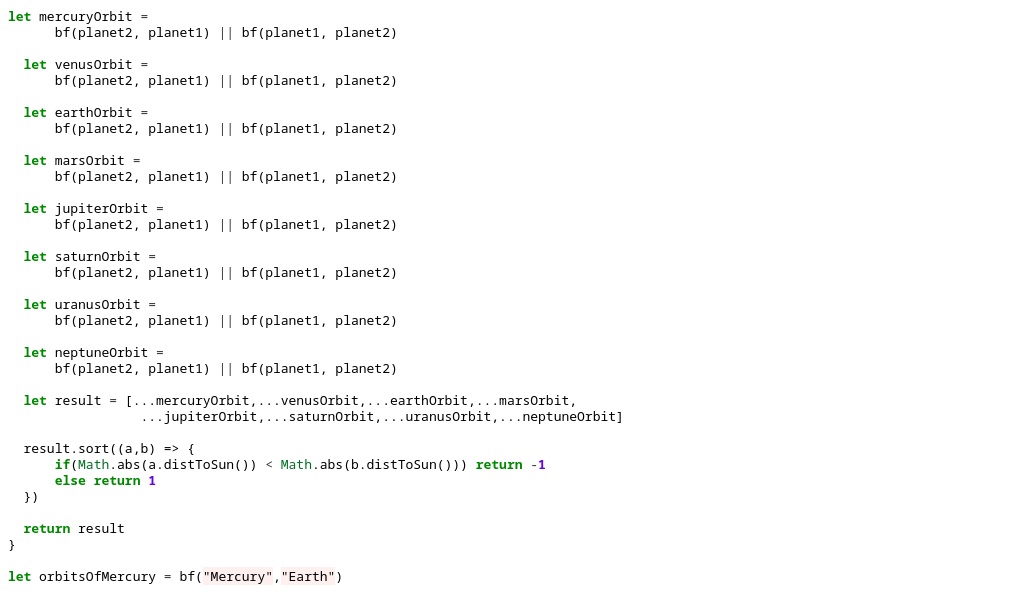 let mercuryOrbit =
      bf(planet2, planet1) || bf(planet1, planet2)

  let venusOrbit =
      bf(planet2, planet1) || bf(planet1, planet2)

  let earthOrbit =
      bf(planet2, planet1) || bf(planet1, planet2)

  let marsOrbit =
      bf(planet2, planet1) || bf(planet1, planet2)

  let jupiterOrbit =
      bf(planet2, planet1) || bf(planet1, planet2)

  let saturnOrbit =
      bf(planet2, planet1) || bf(planet1, planet2)

  let uranusOrbit =
      bf(planet2, planet1) || bf(planet1, planet2)

  let neptuneOrbit =
      bf(planet2, planet1) || bf(planet1, planet2)

  let result = [...mercuryOrbit,...venusOrbit,...earthOrbit,...marsOrbit,
                 ...jupiterOrbit,...saturnOrbit,...uranusOrbit,...neptuneOrbit]

  result.sort((a,b) => {
      if(Math.abs(a.distToSun()) < Math.abs(b.distToSun())) return -1
      else return 1
  })

  return result
}

let orbitsOfMercury = bf("Mercury","Earth")